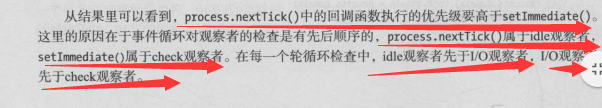 从结果里可以看到，process.nextTick()中的回调函数执行的优先级要高于setImmediate()。
这里的原因在于事件循环对观察者的检查是有先后顺序的，process.nextTick()属于idle观察者，
setImmediate()属于check观察者。在每一个轮循环检查中，idle观察者先于I/O观察者，I/O观察
先于check观察者。